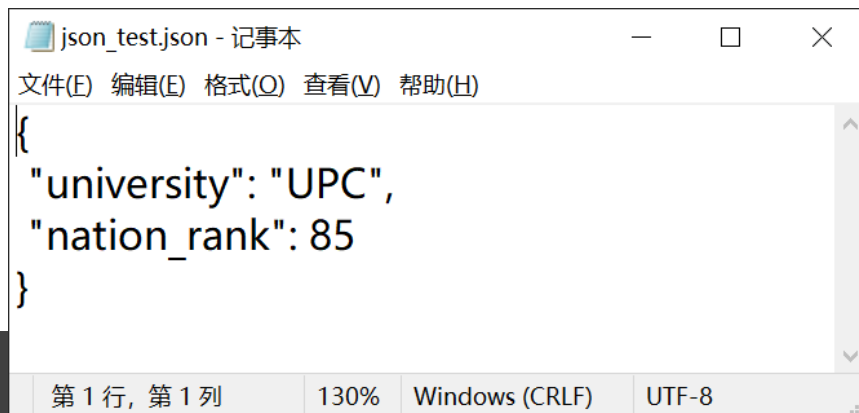 json_test.json - 记事本
文件(F) 编辑(E) 格式(O) 查看(V) 帮助(H)
{
 "university": "UPC",
 "nation_rank": 85
}
第 1 行，第 1 列 130% Windows (CRLF) UTF-8